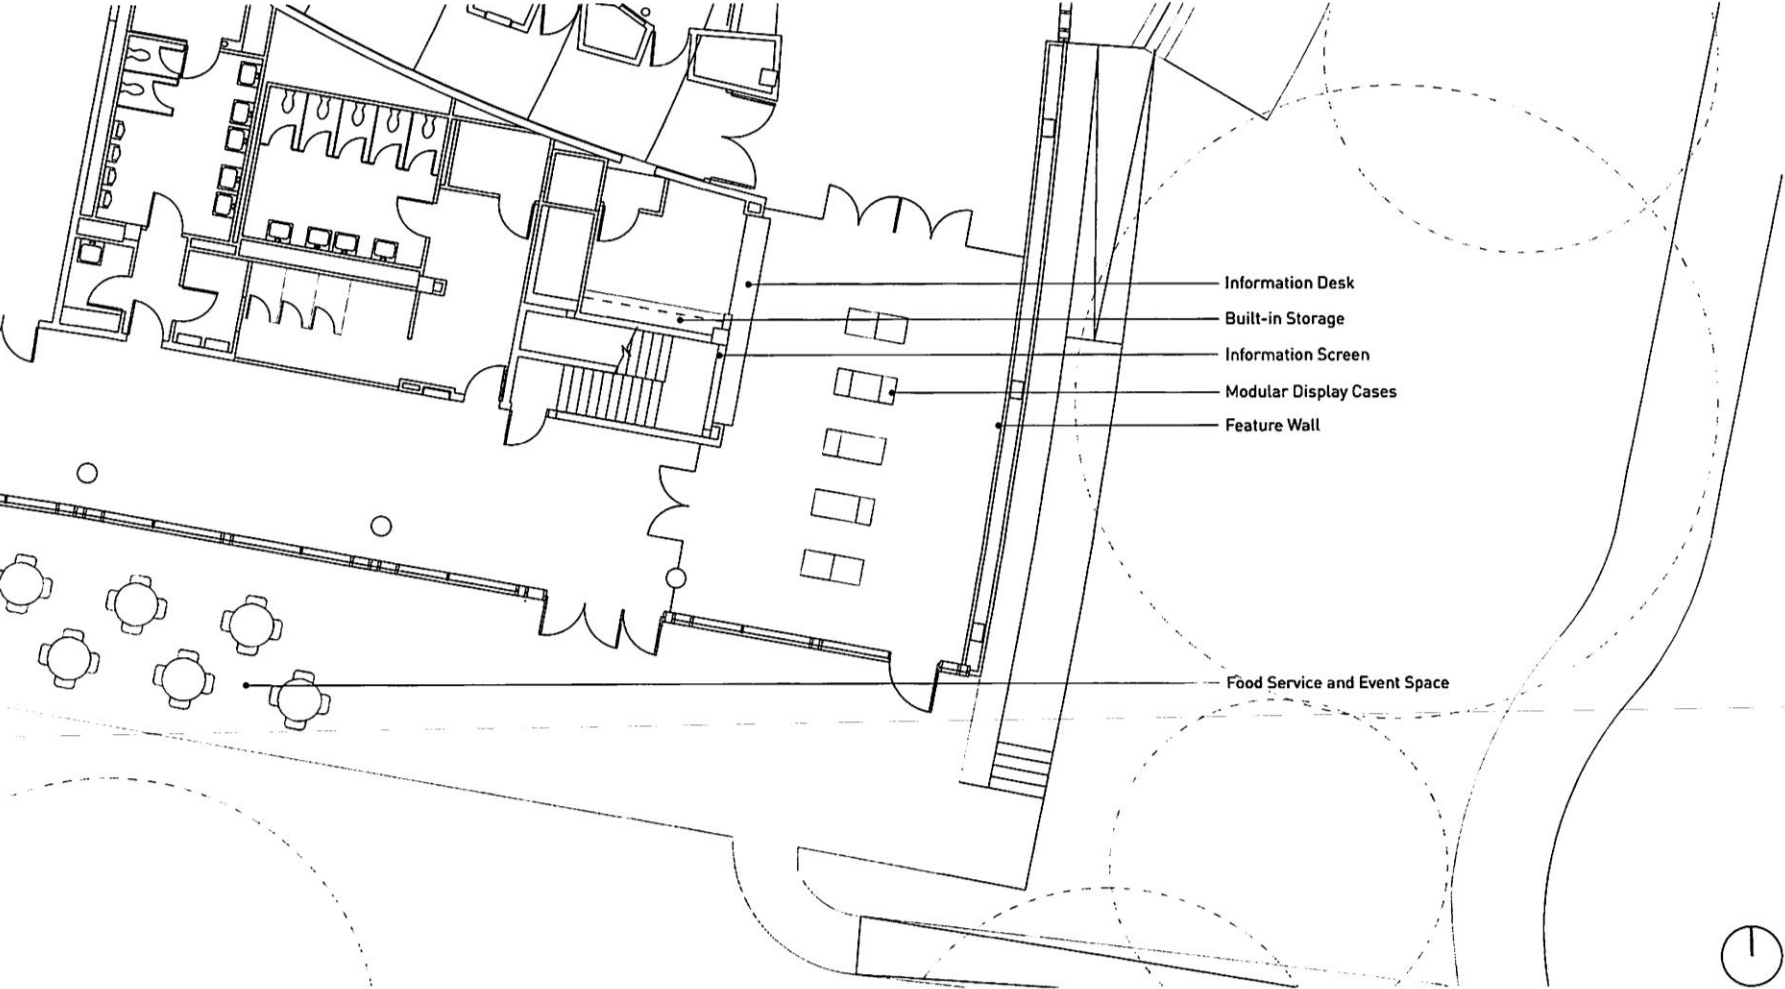 Information Desk
Built-in Storage
Information Screen
Modular Display Cases
Feature Wall
Food Service and Event Space